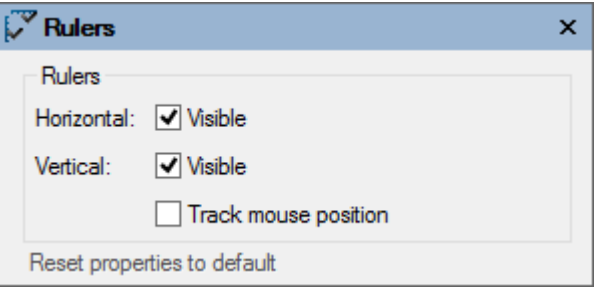 Rulers
Rulers
Horizontal: Visible
Vertical: Visible
Track mouse position
Reset properties to default